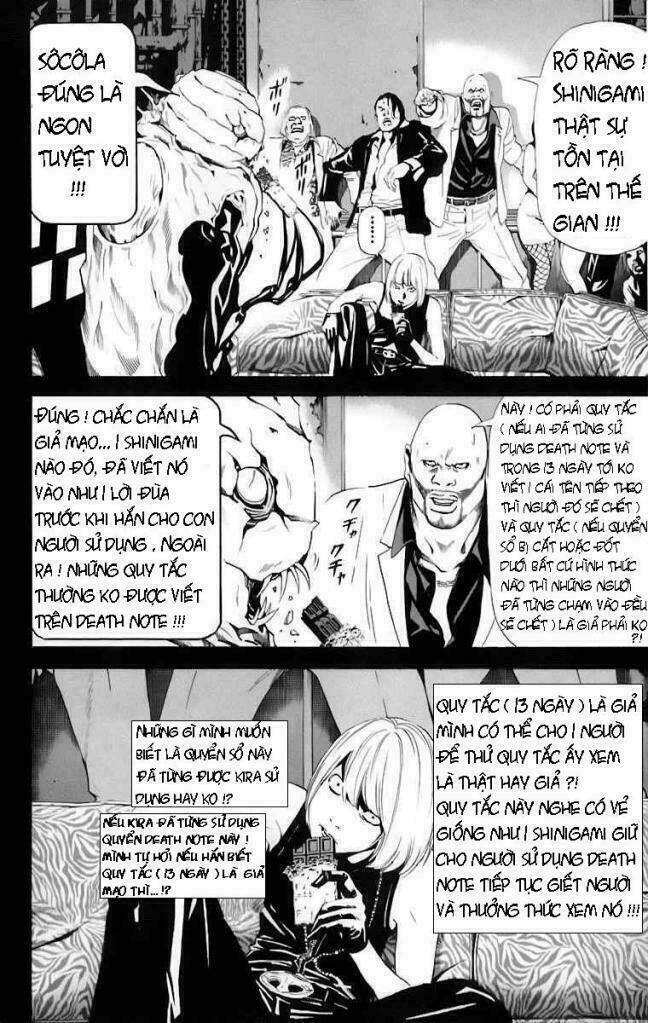 RÕ RÀNG !
SHINIGAMI
THẬT SỰ
TỒN TẠI
TRÊN THẾ
GIAN !!!
SÔCÔLA
ĐÚNG LÀ
NGON
TUYỆT VỜI
!!!
ボリ
......
NÀY ! CÓ PHẢI QUY TẮC
( NẾU AI ĐÃ TỪNG SỬ
DỤNG DEATH NOTE VÀ
TRONG 13 NGÀY TỚI KO
VIẾT 1 CÁI TÊN TIẾP THEO
THÌ NGƯỜI ĐÓ SẼ CHẾT )
VÀ QUY TẮC ( NẾU QUYỂN
SỔ BỊ CẮT HOẶC ĐỐT
DƯỚI BẤT CỨ HÌNH THỨC
NÀO THÌ NHỮNG NGƯỜI
ĐÃ TỪNG CHẠM VÀO ĐỀU
SẼ CHẾT ) LÀ GIẢ PHẢI KO
?!
クチャ
クチャ
ĐÚNG ! CHẮC CHẮN LÀ
GIẢ MẠO... 1 SHINIGAMI
NÀO ĐÓ, ĐÃ VIẾT NÓ
VÀO NHƯ 1 LỜI ĐÙA
TRƯỚC KHI HẮN CHO CON
NGƯỜI SỬ DỤNG . NGOÀI
RA ! NHỮNG QUY TẮC
THƯỜNG KO ĐƯỢC VIẾT
TRÊN DEATH NOTE !!!
QUY TẮC ( 13 NGÀY ) LÀ GIẢ
MÌNH CÓ THỂ CHO 1 NGƯỜI
ĐỂ THỬ QUY TẮC ẤY XEM
LÀ THẬT HAY GIẢ ?!
QUY TẮC NÀY NGHE CÓ VẺ
GIỐNG NHƯ 1 SHINIGAMI GIỮ
CHO NGƯỜI SỬ DỤNG DEATH
NOTE TIẾP TỤC GIẾT NGƯỜI
VÀ THƯỞNG THỨC XEM NÓ !!!
NHỮNG GÌ MÌNH MUỐN
BIẾT LÀ QUYỂN SỔ NÀY
ĐÃ TỪNG ĐƯỢC KIRA SỬ
DỤNG HAY KO !?
NẾU KIRA ĐÃ TỪNG SỬ DỤNG
QUYỂN DEATH NOTE NÀY !
MÌNH TỰ HỎI NẾU HẮN BIẾT
QUY TẮC ( 13 NGÀY ) LÀ GIẢ
MẠO THÌ...!?